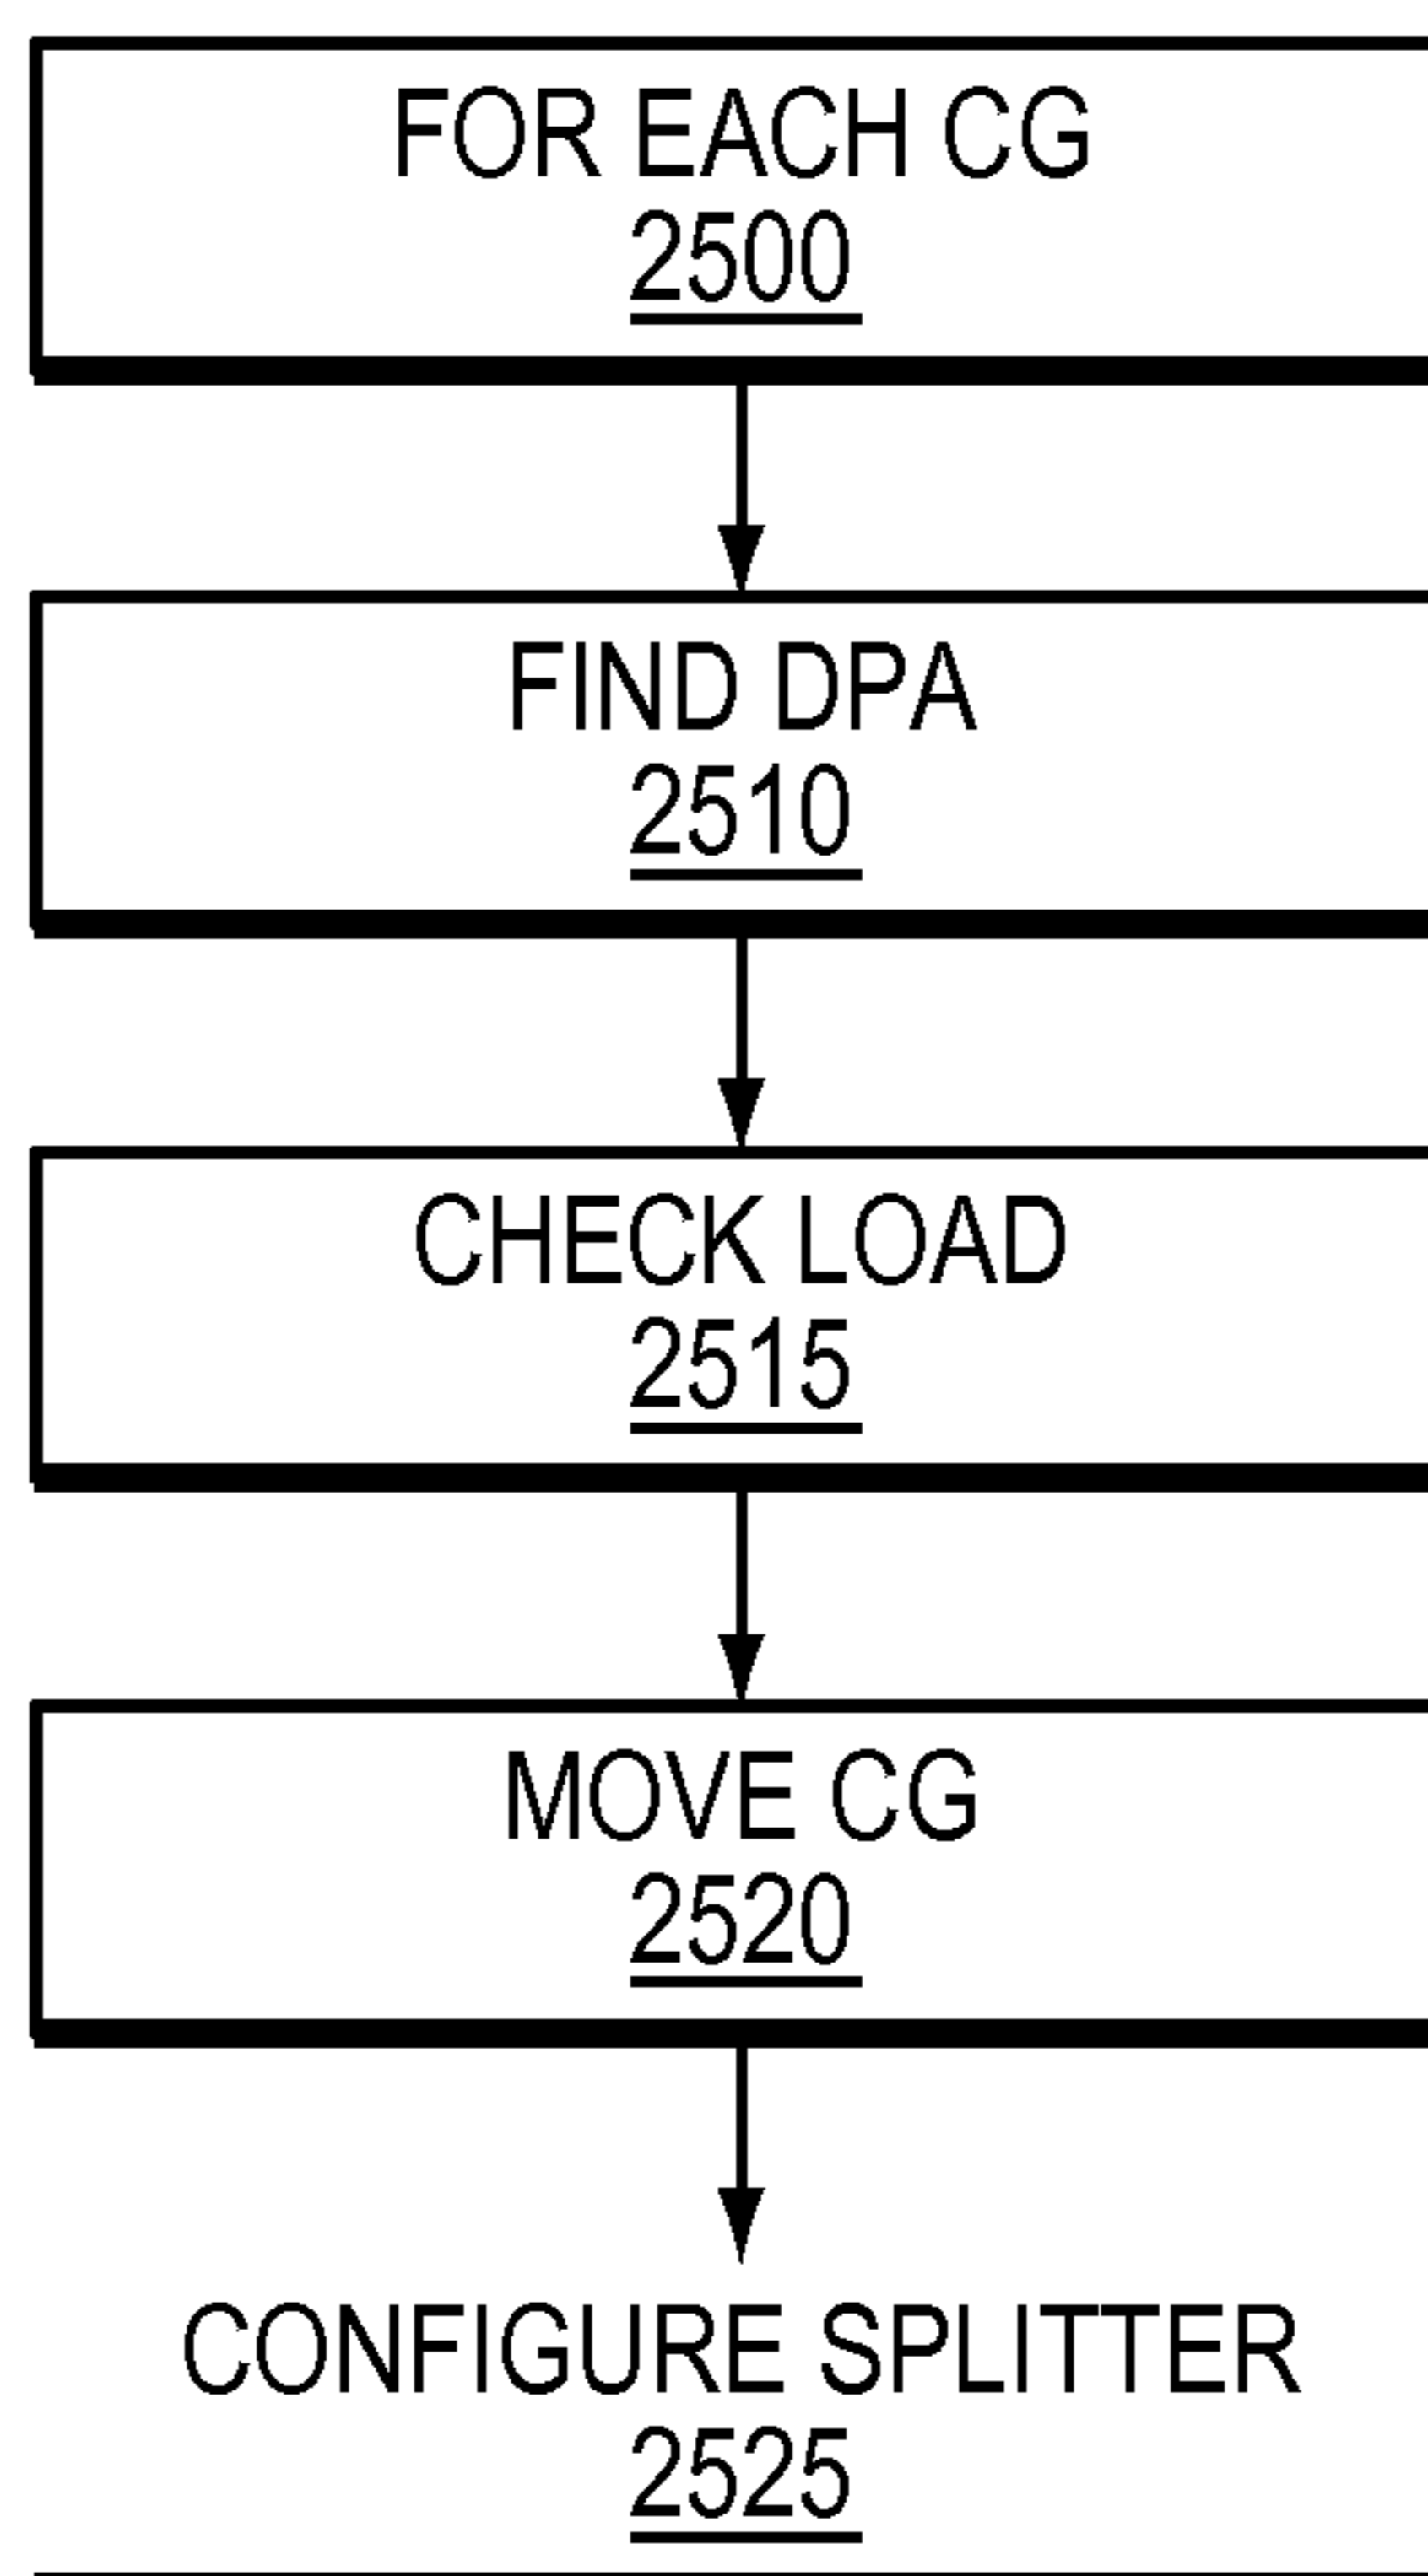 FOR EACH CG
2500
FIND DPA
2510
CHECK LOAD
2515
MOVE CG
2520
CONFIGURE SPLITTER
2525